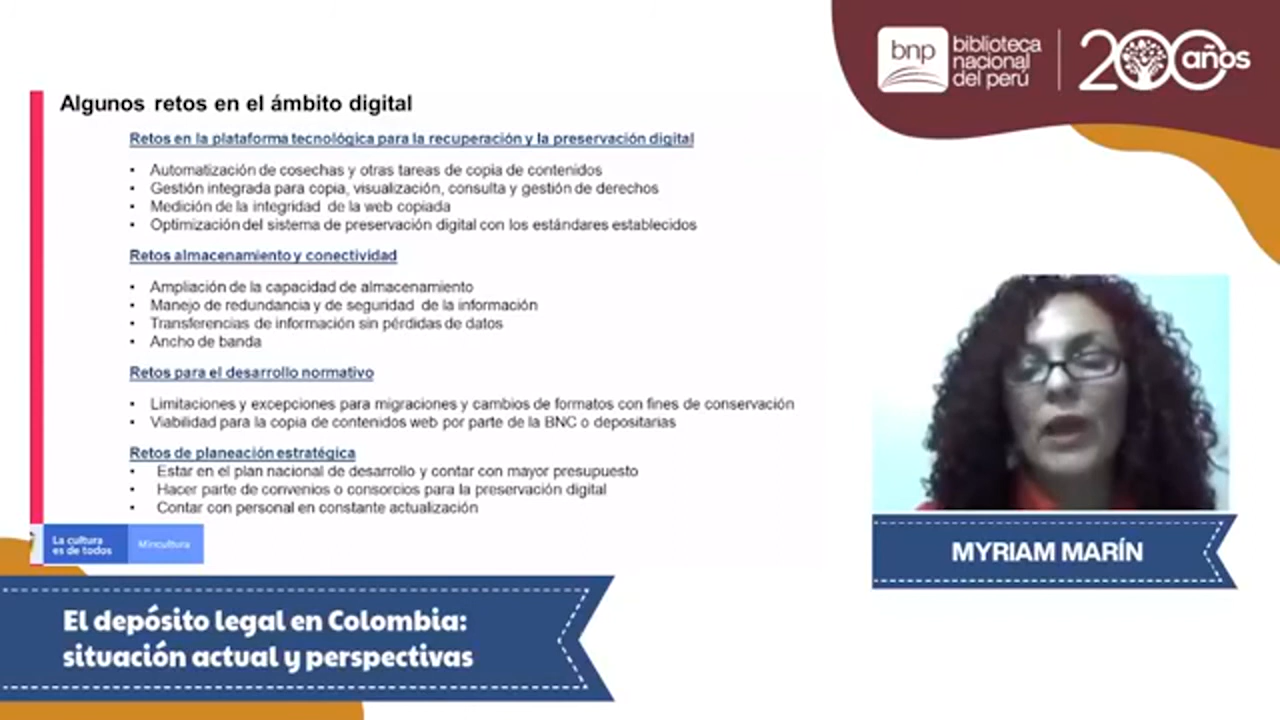 Algunos retos en el ámbito digital
Retos en la plataforma tecnológica para la recuperación y la preservación digital
• Automatización de cosechas y otras tareas de copia de contenidos
• Gestión integrada para copia, visualización, consulta y gestión de derechos
• Medición de la integridad de la web copiada
• Optimización del sistema de preservación digital con los estándares establecidos
Retos almacenamiento y conectividad
• Ampliación de la capacidad de almacenamiento
• Manejo de redundancia y de seguridad de la información
• Transferencias de información sin pérdidas de datos
• Ancho de banda
Retos para el desarrollo normativo
• Limitaciones y excepciones para migraciones y cambios de formatos con fines de conservación
• Viabilidad para la copia de contenidos web por parte de la BNC o depositarias
Retos de planeación estratégica
• Estar en el plan nacional de desarrollo y contar con mayor presupuesto
• Hacer parte de convenios o consorcios para la preservación digital
• Contar con personal en constante actualización
La cultura
es de todos
Mincultura
El depósito legal en Colombia:
situación actual y perspectivas
bnp
biblioteca
nacional
del perú
200 años
MYRIAM MARÍN